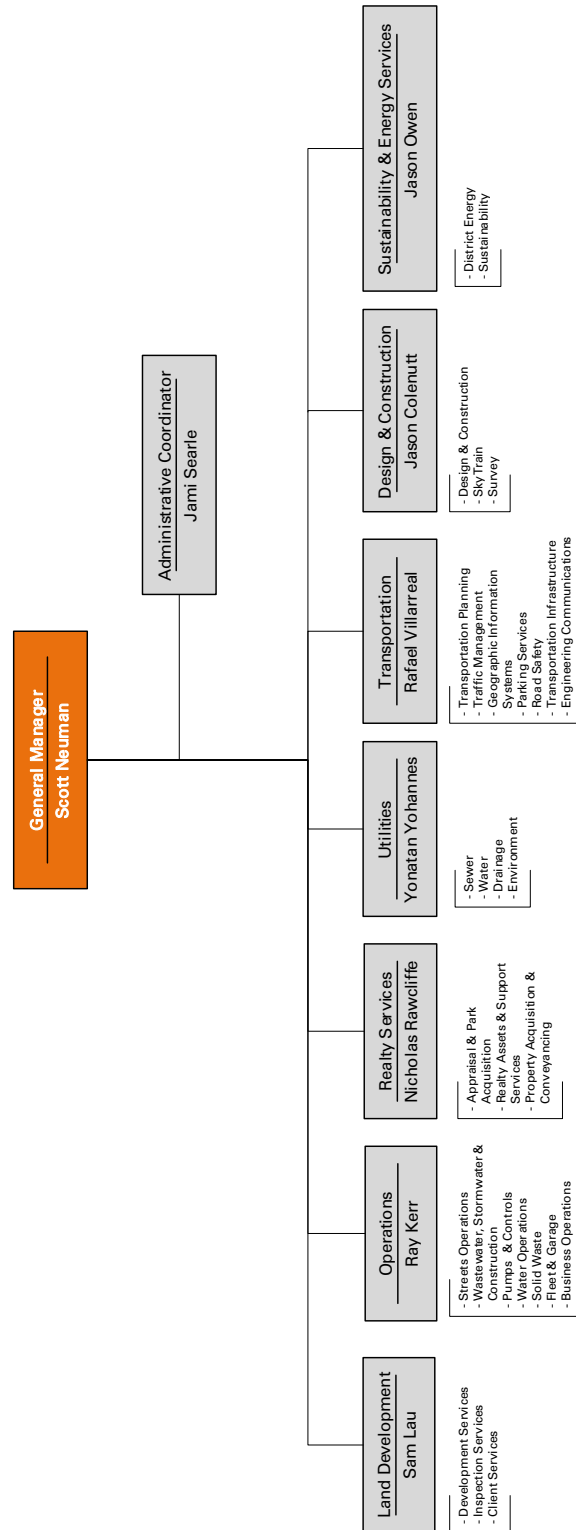 General Manager
Scott Neuman
Administrative Coordinator
Jami Searle
Land Development
Sam Lau
- Development Services
- Inspection Services
- Client Services
Operations
Ray Kerr
- Streets Operations
- Wastewater, Stormwater &
Construction
- Pumps & Controls
- Water Operations
- Solid Waste
- Fleet & Garage
- Business Operations
Realty Services
Nicholas Rawcliffe
- Appraisal & Park
Acquisition
- Realty Assets & Support
Services
- Property Acquisition &
Conveyancing
Utilities
Yonatan Yohannes
- Sewer
- Water
- Drainage
- Environment
Transportation
Rafael Villarreal
- Transportation Planning
- Traffic Management
- Geographic Information
Systems
- Parking Services
- Road Safety
- Transportation Infrastructure
- Engineering Communications
Design & Construction
Jason Colenutt
- Design & Construction
- SkyTrain
- Survey
Sustainability & Energy Services
Jason Owen
- District Energy
- Sustainability